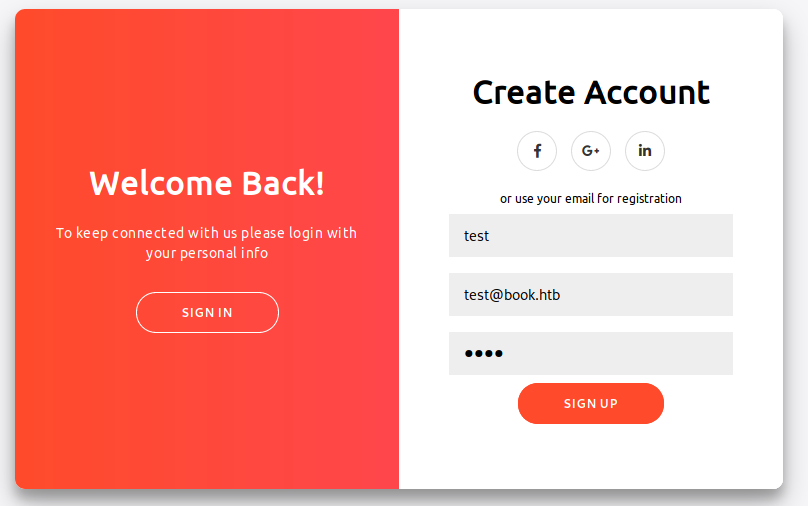 Welcome Back!
To keep connected with us please login with
your personal info
SIGN IN
Create Account
f
G+
in
or use your email for registration
test
test@book.htb
••••
SIGN UP